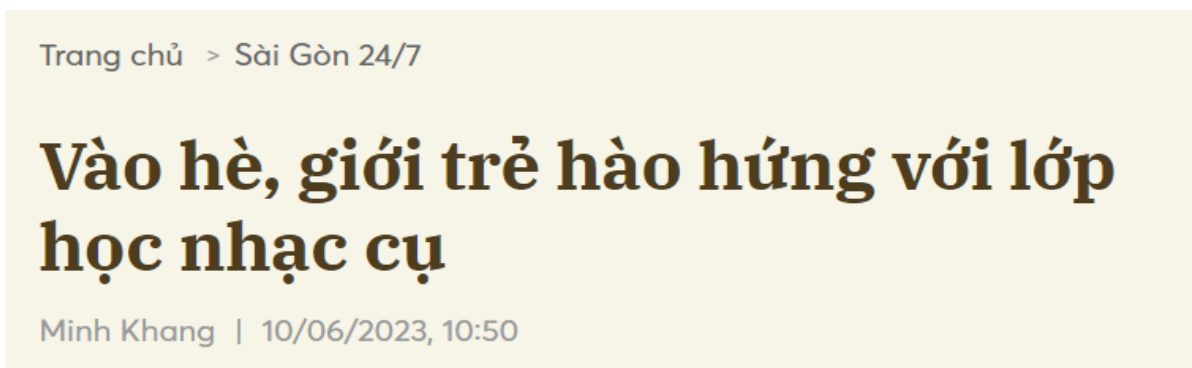 Trang chủ > Sài Gòn 24/7
Vào hè, giới trẻ hào hứng với lớp
học nhạc cụ
Minh Khang | 10/06/2023, 10:50